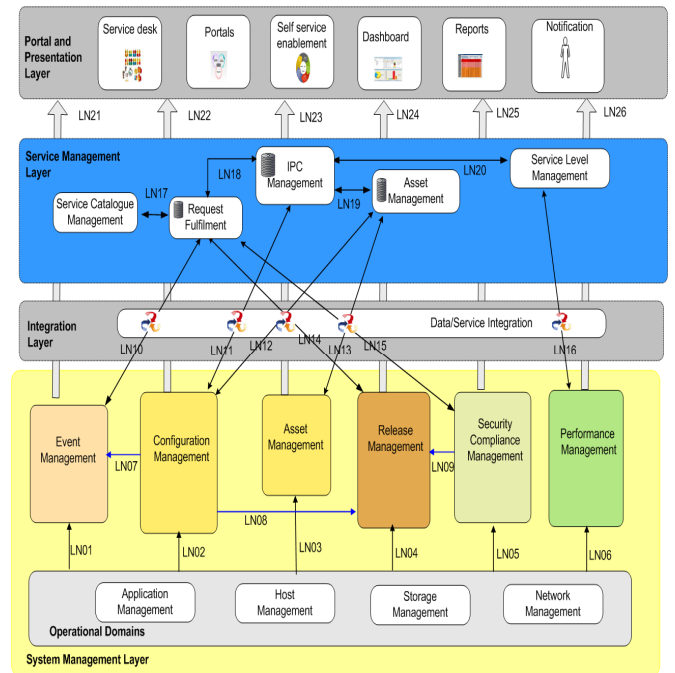 Portal and
Presentation
Layer
Service desk
Portals
Self service
enablement
Dashboard
Reports
Notification
LN21
LN22
LN23
LN24
LN25
LN26
Service Management
Layer
LN17
LN18
IPC
Management
LN20
Service Level
Management
Service Catalogue
Management
Request
Fulfilment
LN19
Asset
Management
Integration
Layer
Data/Service Integration
LN10
LN11
LN12
LN14
LN13
LN15
LN16
Event
Management
Configuration
Management
Asset
Management
Release
Management
Security
Compliance
Management
Performance
Management
LN07
LN09
LN08
LN01
LN02
LN03
LN04
LN05
LN06
Application
Management
Host
Management
Storage
Management
Network
Management
Operational Domains
System Management Layer